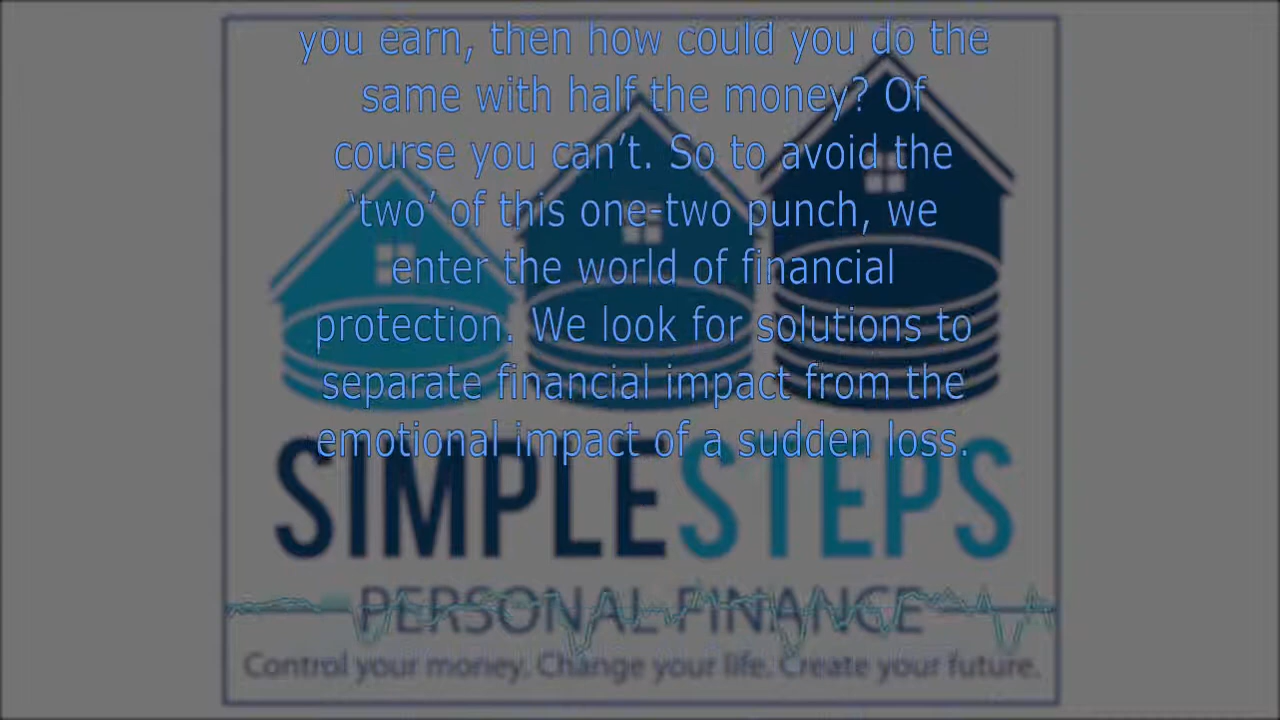 you earn, then how could you do the
same with half the money? Of
course you can’t. So to avoid the
‘two’ of this one-two punch, we
enter the world of financial
protection. We look for solutions to
separate financial impact from the
emotional impact of a sudden loss.
SIMPLESTEPS
PERSONAL FINANCE
Control your money. Change your life. Create your future.